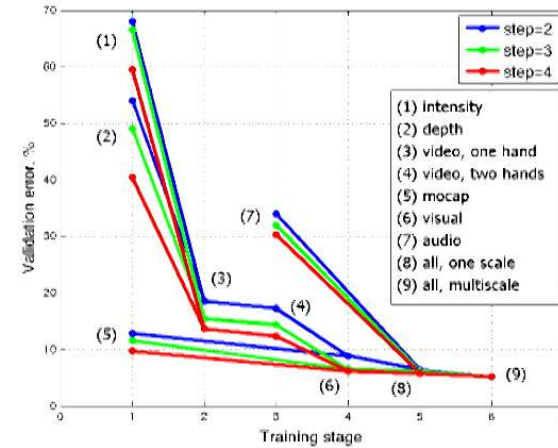 70
60
50
40
30
20
10
0
0
1
2
3
4
5
6
Validation error, %
Training stage
(1)
(2)
(3)
(4)
(5)
(6)
(7)
(8)
(9)
step=2
step=3
step=4
(1) intensity
(2) depth
(3) video, one hand
(4) video, two hands
(5) mocap
(6) visual
(7) audio
(8) all, one scale
(9) all, multiscale